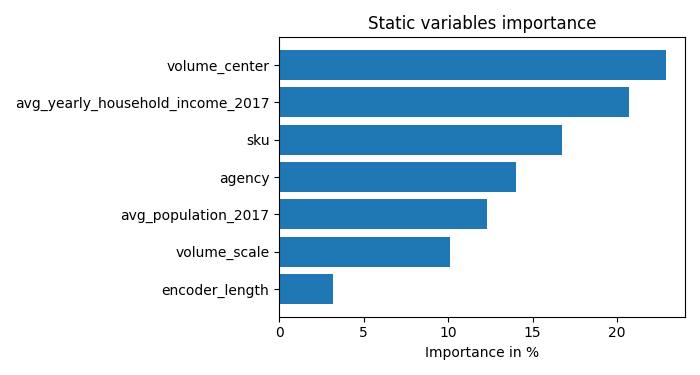 Static variables importance
volume_center
avg_yearly_household_income_2017
sku
agency
avg_population_2017
volume_scale
encoder_length
0 5 10 15 20
Importance in %